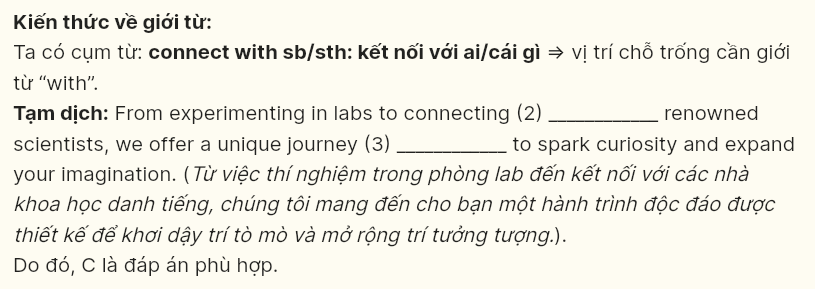 Kiến thức về giới từ:
Ta có cụm từ: connect with sb/sth: kết nối với ai/cái gì ⇒ vị trí chỗ trống cần giới
từ “with”.
Tạm dịch: From experimenting in labs to connecting (2) ____________ renowned
scientists, we offer a unique journey (3) ____________ to spark curiosity and expand
your imagination. (Từ việc thí nghiệm trong phòng lab đến kết nối với các nhà
khoa học danh tiếng, chúng tôi mang đến cho bạn một hành trình độc đáo được
thiết kế để khơi dậy trí tò mò và mở rộng trí tưởng tượng.).
Do đó, C là đáp án phù hợp.